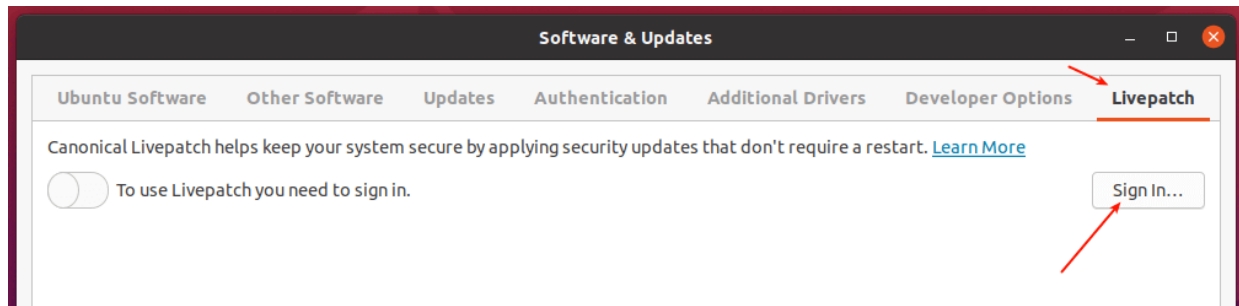 Software & Updates
Ubuntu Software Other Software Updates Authentication Additional Drivers Developer Options Livepatch
Canonical Livepatch helps keep your system secure by applying security updates that don't require a restart. Learn More
To use Livepatch you need to sign in. Sign In...